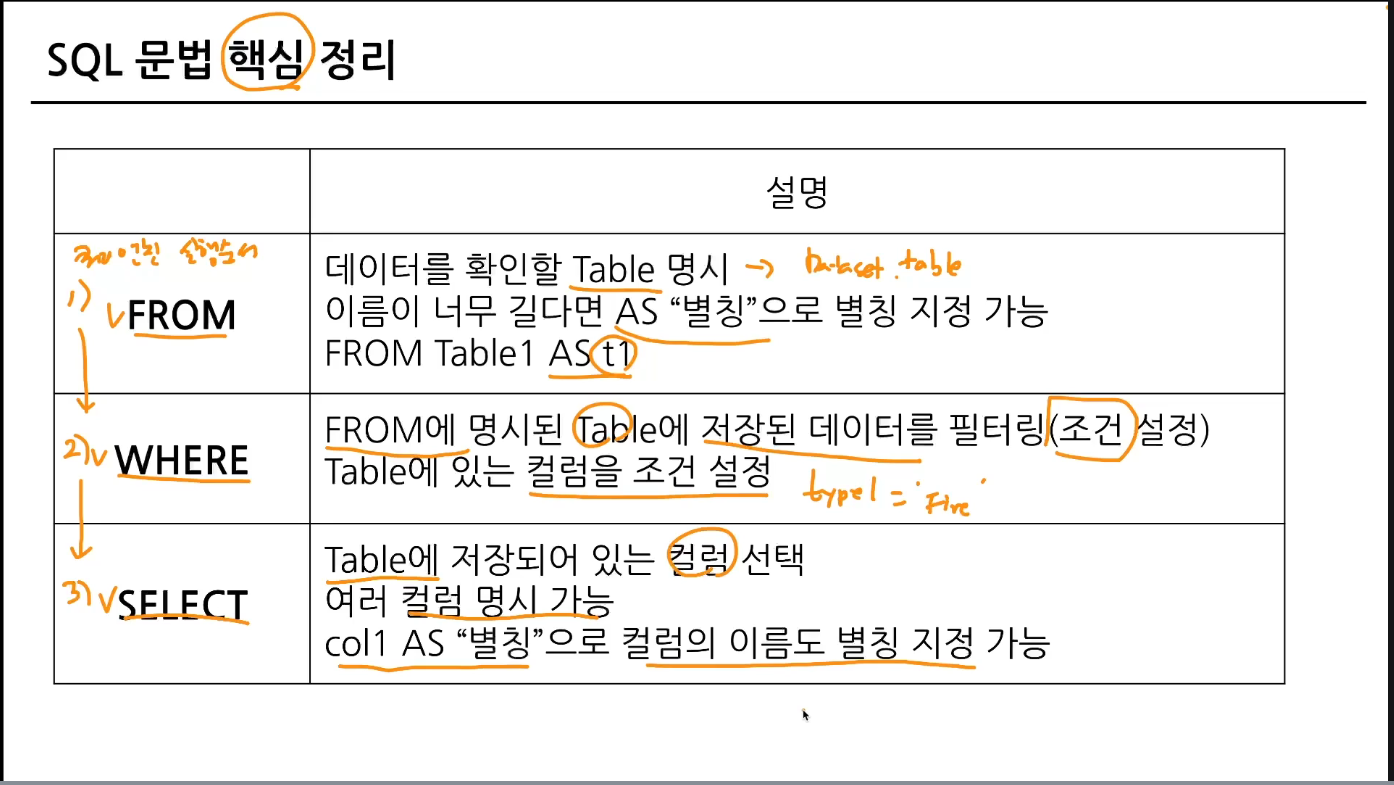 SQL 문법 핵심 정리
설명
쿼리 엔진 실행순서
1)
FROM
데이터를 확인할 Table 명시 → Dataset.table
이름이 너무 길다면 AS “별칭”으로 별칭 지정 가능
FROM Table1 AS t1
2)
WHERE
FROM에 명시된 Table에 저장된 데이터를 필터링(조건 설정)
Table에 있는 컬럼을 조건 설정
type1 = 'Fire'
3)
SELECT
Table에 저장되어 있는 컬럼 선택
여러 컬럼 명시 가능
col1 AS “별칭”으로 컬럼의 이름도 별칭 지정 가능